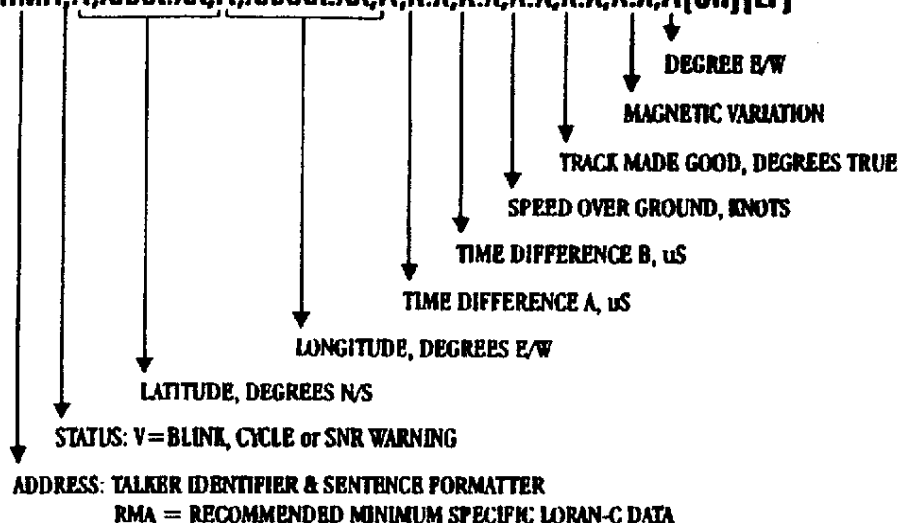 DEGREE E/W
MAGNETIC VARIATION
TRACK MADE GOOD, DEGREES TRUE
SPEED OVER GROUND, KNOTS
TIME DIFFERENCE B, uS
TIME DIFFERENCE A, uS
LONGITUDE, DEGREES E/W
LATITUDE, DEGREES N/S
STATUS: V=BLINK, CYCLE or SNR WARNING
ADDRESS: TALKER IDENTIFIER & SENTENCE FORMATTER
RMA = RECOMMENDED MINIMUM SPECIFIC LORAN-C DATA